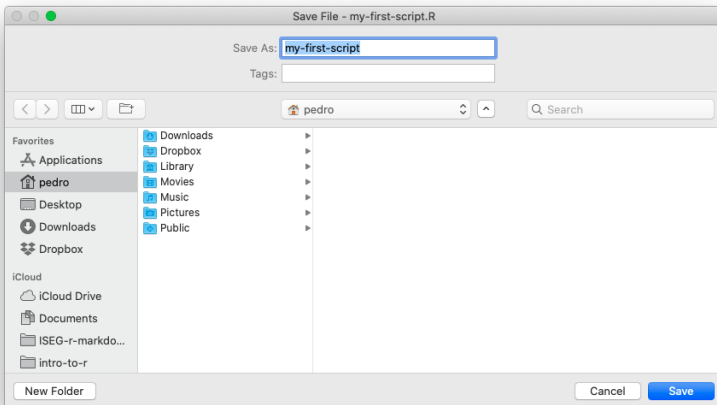 Save File - my-first-script.R
Save As: my-first-script
Tags:
pedro
Search
Favorites
Applications
pedro
Desktop
Downloads
Dropbox
iCloud
iCloud Drive
Documents
ISEG-r-markdo...
intro-to-r
Downloads
Dropbox
Library
Movies
Music
Pictures
Public
New Folder
Cancel
Save